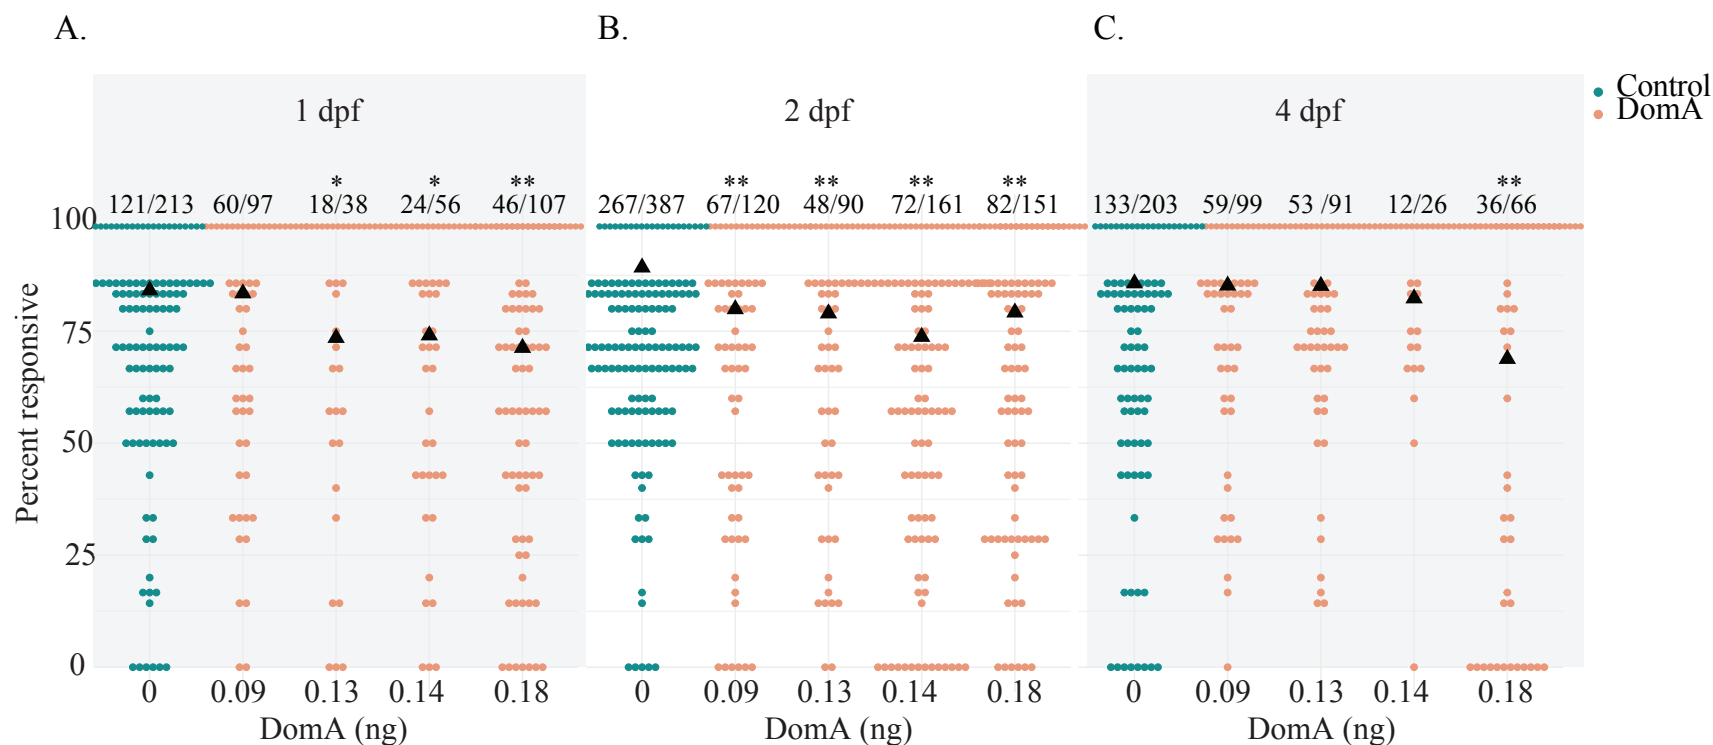 A.
B.
C.
1 dpf
2 dpf
4 dpf
Control
DomA
* * **
** ** ** **
**
121/213 60/97 18/38 24/56 46/107
267/387 67/120 48/90 72/161 82/151
133/203 59/99 53 /91 12/26 36/66
Percent responsive
100
75
50
25
0
0 0.09 0.13 0.14 0.18
0 0.09 0.13 0.14 0.18
0 0.09 0.13 0.14 0.18
DomA (ng)
DomA (ng)
DomA (ng)